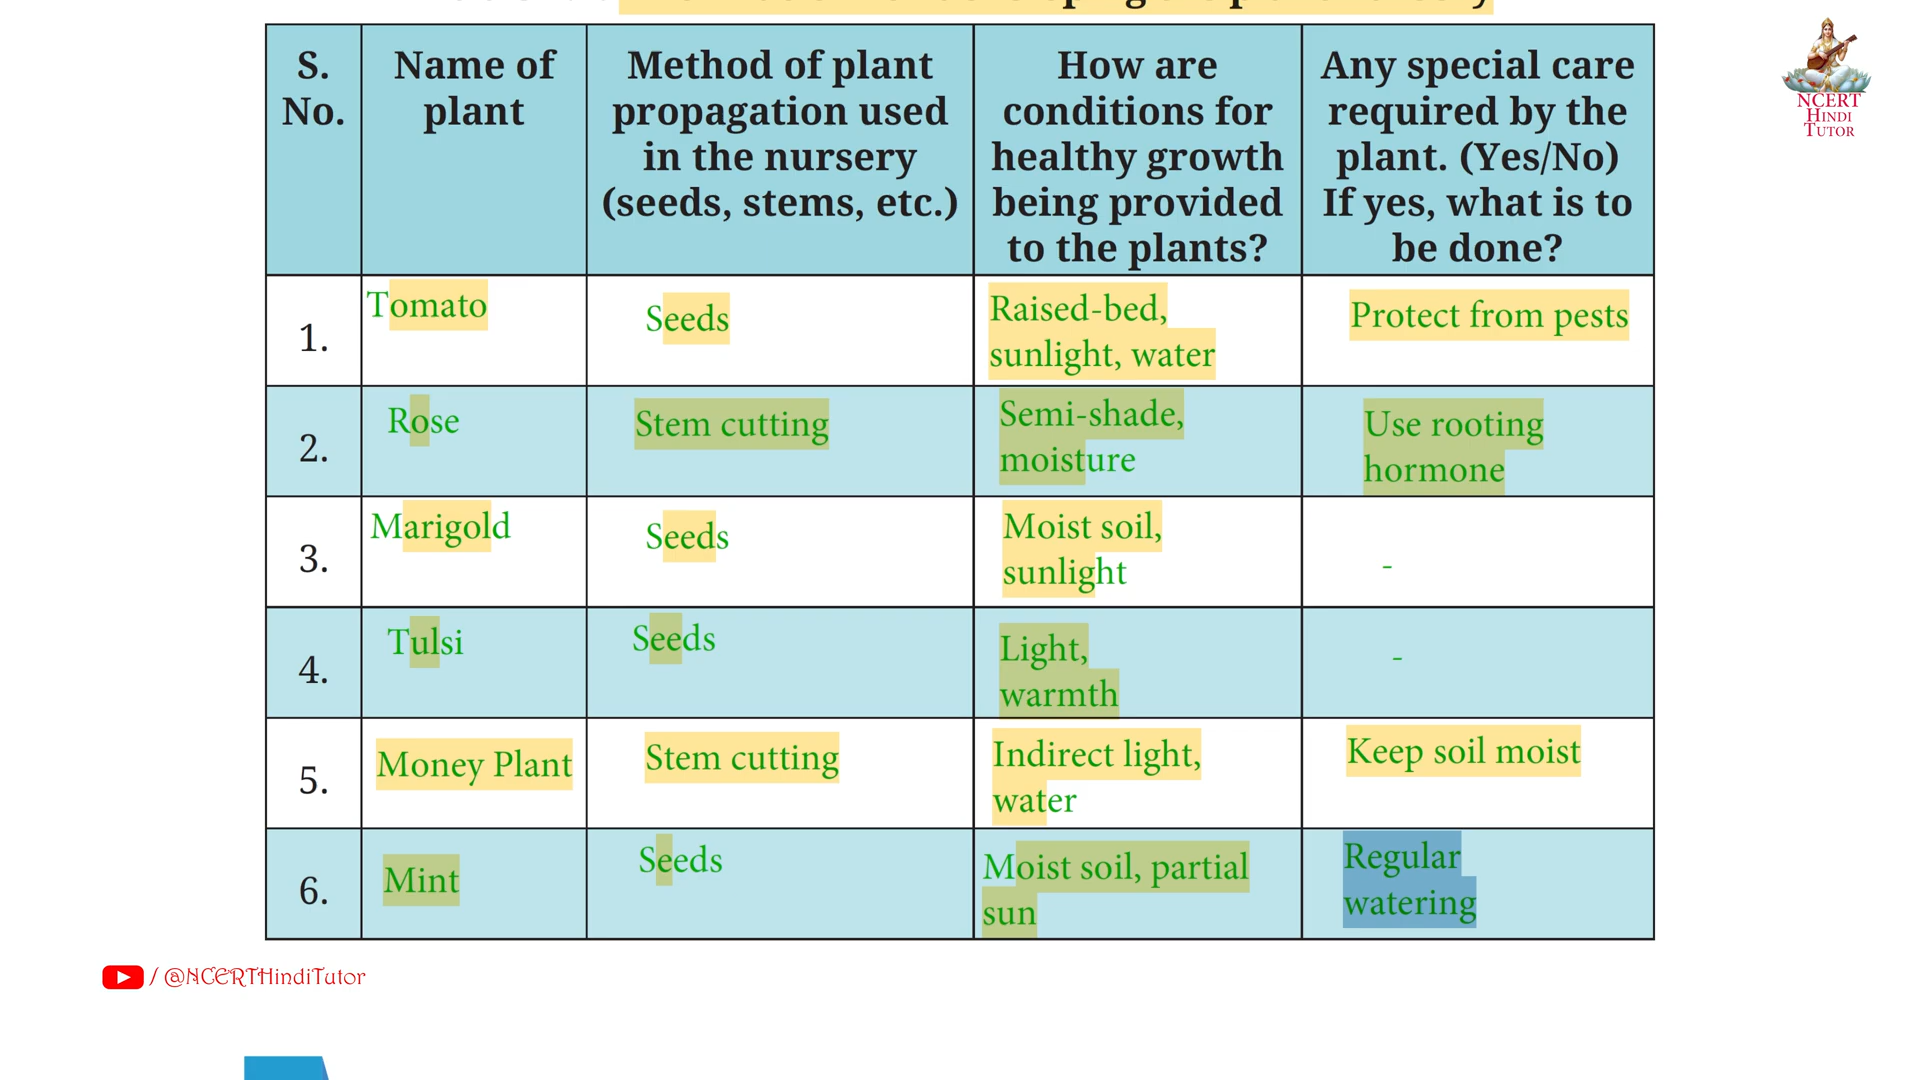 S.
No.
Name of
plant
Method of plant
propagation used
in the nursery
(seeds, stems, etc.)
How are
conditions for
healthy growth
being provided
to the plants?
Any special care
required by the
plant. (Yes/No)
If yes, what is to
be done?
1.
Tomato
Seeds
Raised-bed,
sunlight, water
Protect from pests
2.
Rose
Stem cutting
Semi-shade,
moisture
Use rooting
hormone
3.
Marigold
Seeds
Moist soil,
sunlight
-
4.
Tulsi
Seeds
Light,
warmth
-
5.
Money Plant
Stem cutting
Indirect light,
water
Keep soil moist
6.
Mint
Seeds
Moist soil, partial
sun
Regular
watering
NCERT
HINDI
TUTOR
/ @NCERTHindiTutor